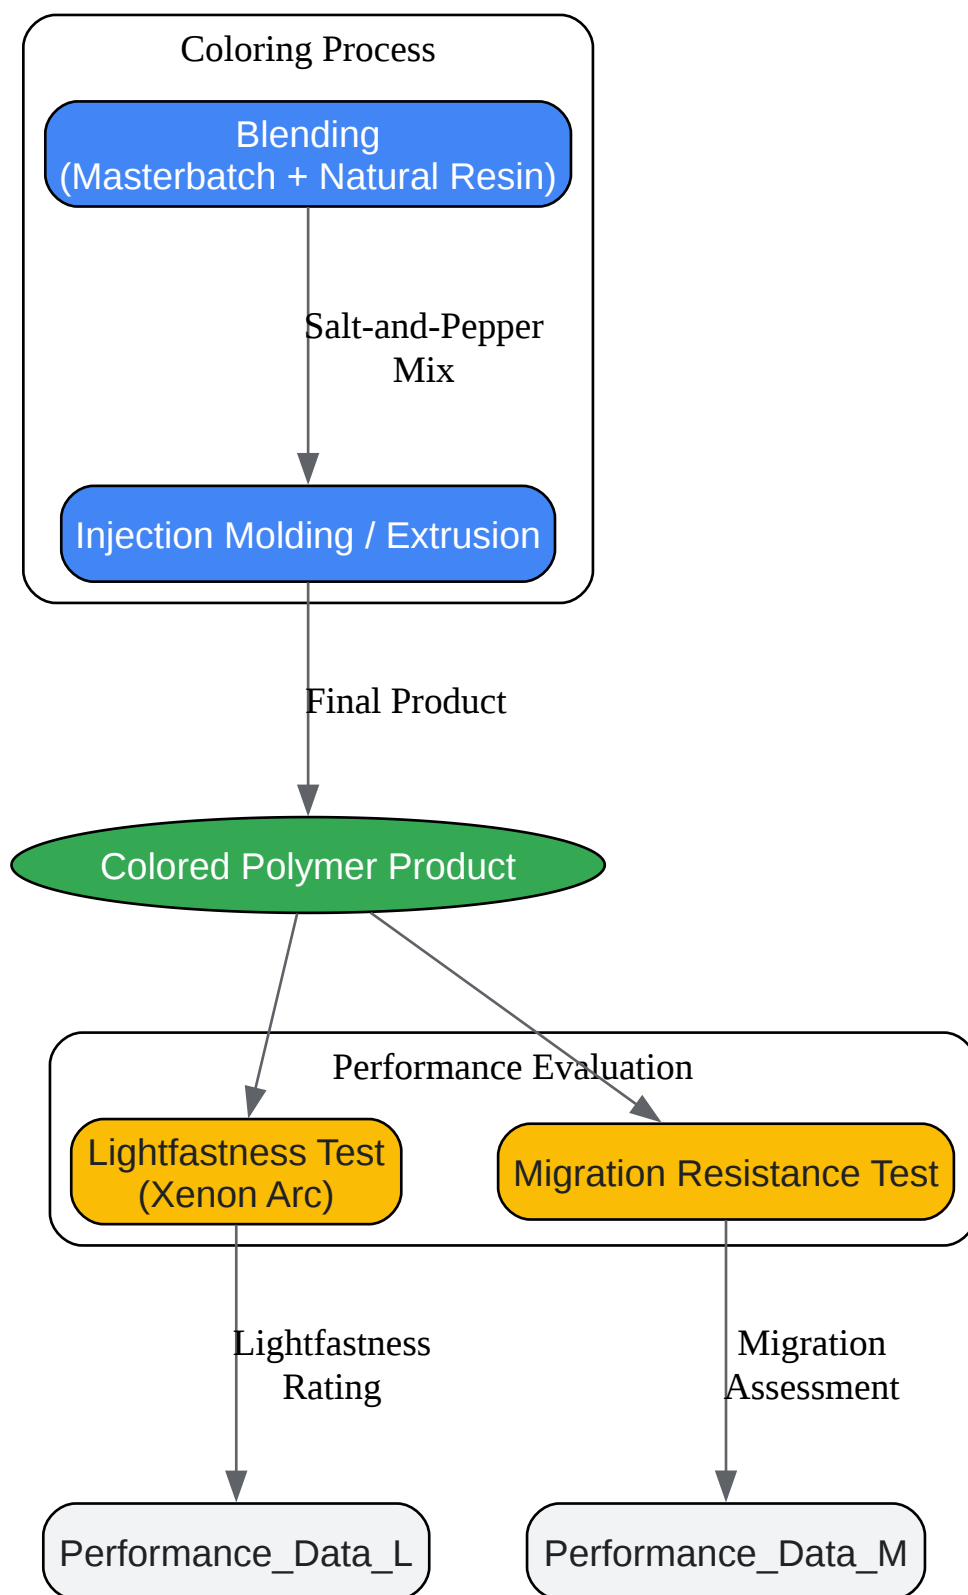 Coloring Process
Blending
(Masterbatch + Natural Resin)
Salt-and-Pepper
Mix
Injection Molding / Extrusion
Final Product
Colored Polymer Product
Performance Evaluation
Lightfastness Test
(Xenon Arc)
Migration Resistance Test
Lightfastness
Rating
Migration
Assessment
Performance_Data_L
Performance_Data_M